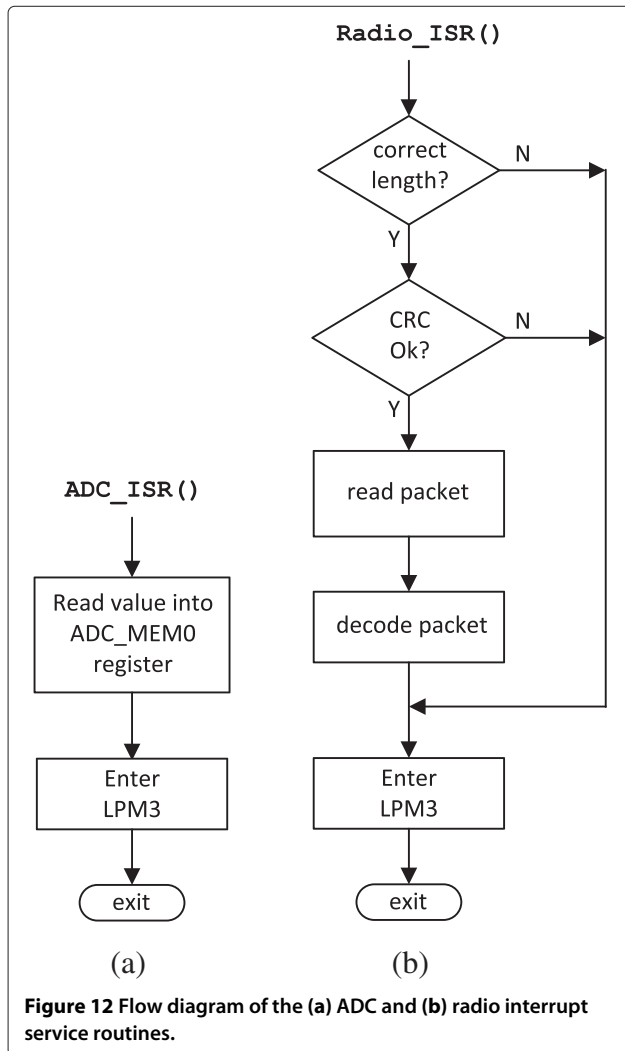 Radio_ISR()
correct
length?
N
Y
CRC
Ok?
N
Y
read packet
decode packet
Enter
LPM3
exit
(b)
ADC_ISR()
Read value into
ADC_MEM0
register
Enter
LPM3
exit
(a)
Figure 12 Flow diagram of the (a) ADC and (b) radio interrupt
service routines.